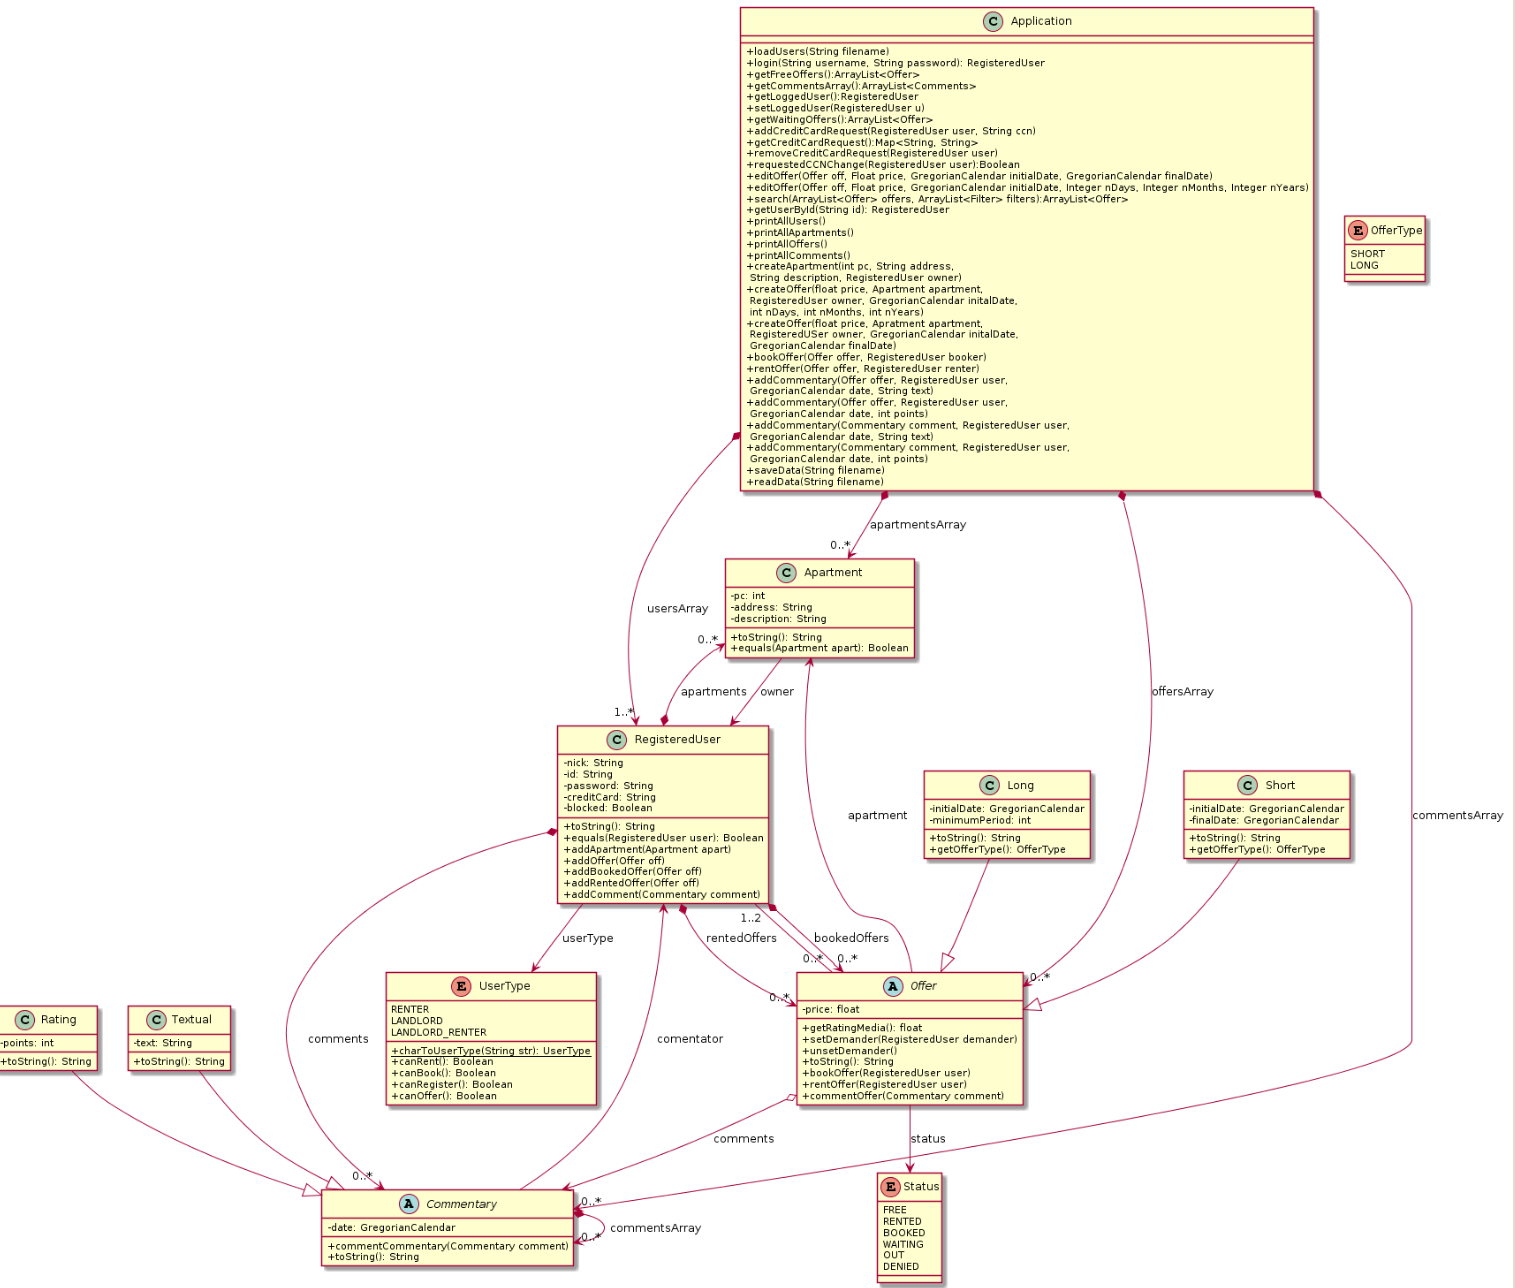 C Application
+loadUsers(String filename)
+login(String username, String password): RegisteredUser
+getFreeOffers():ArrayList<Offer>
+getCommentsArray():ArrayList<Comments>
+getLoggedUser():RegisteredUser
+setLoggedUser(RegisteredUser u)
+getWaitingOffers():ArrayList<Offer>
+addCreditCardRequest(RegisteredUser user, String ccn)
+getCreditCardRequest():Map<String, String>
+removeCreditCardRequest(RegisteredUser user)
+requestedCCNChange(RegisteredUser user):Boolean
+editOffer(Offer off, Float price, GregorianCalendar initialDate, GregorianCalendar finalDate)
+editOffer(Offer off, Float price, GregorianCalendar initialDate, Integer nDays, Integer nMonths, Integer nYears)
+search(ArrayList<Offer> offers, ArrayList<Filter> filters):ArrayList<Offer>
+getUserById(String id): RegisteredUser
+printAllUsers()
+printAllApartments()
+printAllOffers()
+printAllComments()
+createApartment(int pc, String address,
String description, RegisteredUser owner)
+createOffer(float price, Apartment apartment,
RegisteredUser owner, GregorianCalendar initalDate,
int nDays, int nMonths, int nYears)
+createOffer(float price, Apratment apartment,
RegisteredUSer owner, GregorianCalendar initalDate,
GregorianCalendar finalDate)
+bookOffer(Offer offer, RegisteredUser booker)
+rentOffer(Offer offer, RegisteredUser renter)
+addCommentary(Offer offer, RegisteredUser user,
GregorianCalendar date, String text)
+addCommentary(Offer offer, RegisteredUser user,
GregorianCalendar date, int points)
+addCommentary(Commentary comment, RegisteredUser user,
GregorianCalendar date, String text)
+addCommentary(Commentary comment, RegisteredUser user,
GregorianCalendar date, int points)
+saveData(String filename)
+readData(String filename)
E OfferType
SHORT
LONG
apartmentsArray
0..*
C Apartment
-pc: int
-address: String
-description: String
+toString(): String
+equals(Apartment apart): Boolean
usersArray
0..*
apartments
owner
offersArray
1..*
C RegisteredUser
-nick: String
-id: String
-password: String
-creditCard: String
-blocked: Boolean
+toString(): String
+equals(RegisteredUser user): Boolean
+addApartment(Apartment apart)
+addOffer(Offer off)
+addBookedOffer(Offer off)
+addRentedOffer(Offer off)
+addComment(Commentary comment)
apartment
C Long
-initialDate: GregorianCalendar
-minimumPeriod: int
+toString(): String
+getOfferType(): OfferType
C Short
-initialDate: GregorianCalendar
-finalDate: GregorianCalendar
+toString(): String
+getOfferType(): OfferType
commentsArray
1..2
userType
rentedOffers
bookedOffers
0..*
0..*
0..*
0..*
C Rating
-points: int
+toString(): String
C Textual
-text: String
+toString(): String
comments
E UserType
RENTER
LANDLORD
LANDLORD_RENTER
+charToUserType(String str): UserType
+canRent(): Boolean
+canBook(): Boolean
+canRegister(): Boolean
+canOffer(): Boolean
comentator
A Offer
-price: float
+getRatingMedia(): float
+setDemander(RegisteredUser demander)
+unsetDemander()
+toString(): String
+bookOffer(RegisteredUser user)
+rentOffer(RegisteredUser user)
+commentOffer(Commentary comment)
comments
status
0..*
A Commentary
-date: GregorianCalendar
+commentCommentary(Commentary comment)
+toString(): String
0..*
commentsArray
0..*
E Status
FREE
RENTED
BOOKED
WAITING
OUT
DENIED